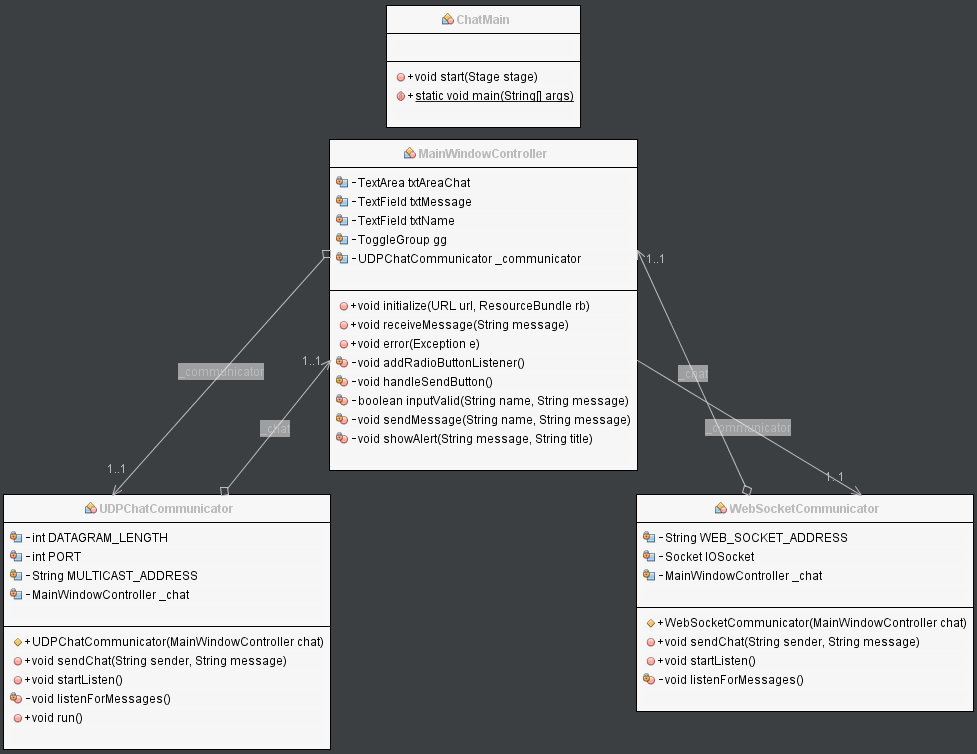 ChatMain
+void start(Stage stage)
+static void main(String[] args)
MainWindowController
-TextArea txtAreaChat
-TextField txtMessage
-TextField txtName
-ToggleGroup gg
-UDPChatCommunicator _communicator
+void initialize(URL url, ResourceBundle rb)
+void receiveMessage(String message)
+void error(Exception e)
-void addRadioButtonListener()
-void handleSendButton()
-boolean inputValid(String name, String message)
-void sendMessage(String name, String message)
-void showAlert(String message, String title)
1..1
1..1
_communicator
_chat
_chat
_communicator
1..1
1..1
UDPChatCommunicator
-int DATAGRAM_LENGTH
-int PORT
-String MULTICAST_ADDRESS
-MainWindowController _chat
+UDPChatCommunicator(MainWindowController chat)
+void sendChat(String sender, String message)
+void startListen()
-void listenForMessages()
+void run()
WebSocketCommunicator
-String WEB_SOCKET_ADDRESS
-Socket IOSocket
-MainWindowController _chat
+WebSocketCommunicator(MainWindowController chat)
+void sendChat(String sender, String message)
+void startListen()
-void listenForMessages()